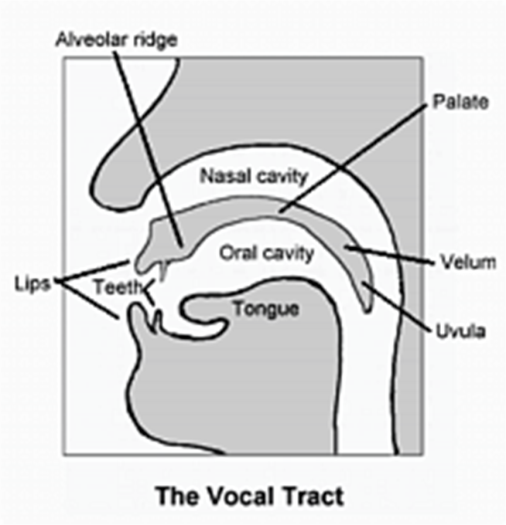 Alveolar ridge
Palate
Nasal cavity
Oral cavity
Velum
Lips
Teeth
Tongue
Uvula
The Vocal Tract